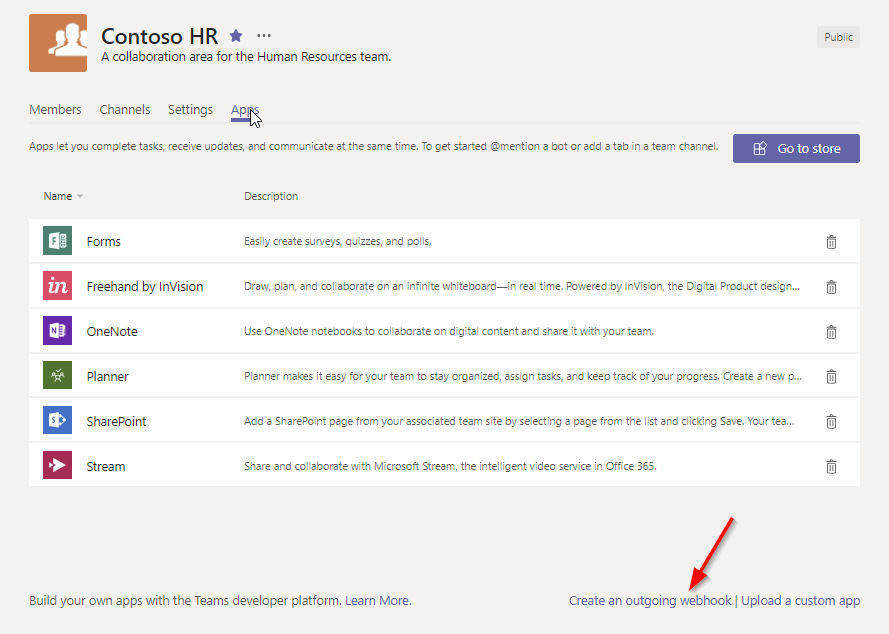 Contoso HR
A collaboration area for the Human Resources team.
Public
Members Channels Settings Apps
Apps let you complete tasks, receive updates, and communicate at the same time. To get started @mention a bot or add a tab in a team channel.
Go to store
Name Description
Forms Easily create surveys, quizzes, and polls.
in Freehand by InVision Draw, plan, and collaborate on an infinite whiteboard—in real time. Powered by InVision, the Digital Product design...
OneNote Use OneNote notebooks to collaborate on digital content and share it with your team.
Planner Planner makes it easy for your team to stay organized, assign tasks, and keep track of your progress. Create a new p...
SharePoint Add a SharePoint page from your associated team site by selecting a page from the list and clicking Save. Your tea...
Stream Share and collaborate with Microsoft Stream, the intelligent video service in Office 365.
Build your own apps with the Teams developer platform. Learn More. Create an outgoing webhook | Upload a custom app